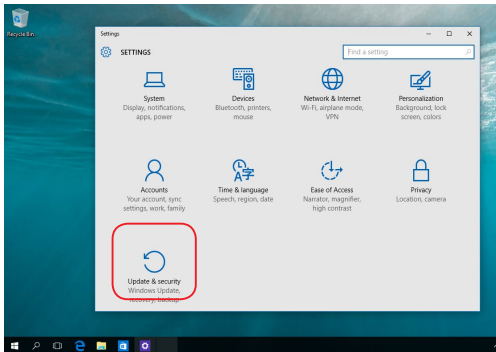 Recycle Bin
Settings
SETTINGS
Find a setting
System
Display, notifications,
apps, power
Devices
Bluetooth, printers,
mouse
Network & Internet
Wi-Fi, airplane mode,
VPN
Personalization
Background, lock
screen, colors
Accounts
Your account, sync
settings, work, family
Time & language
Speech, region, date
Ease of Access
Narrator, magnifier,
high contrast
Privacy
Location, camera
Update & security
Windows Update,
recovery, backup